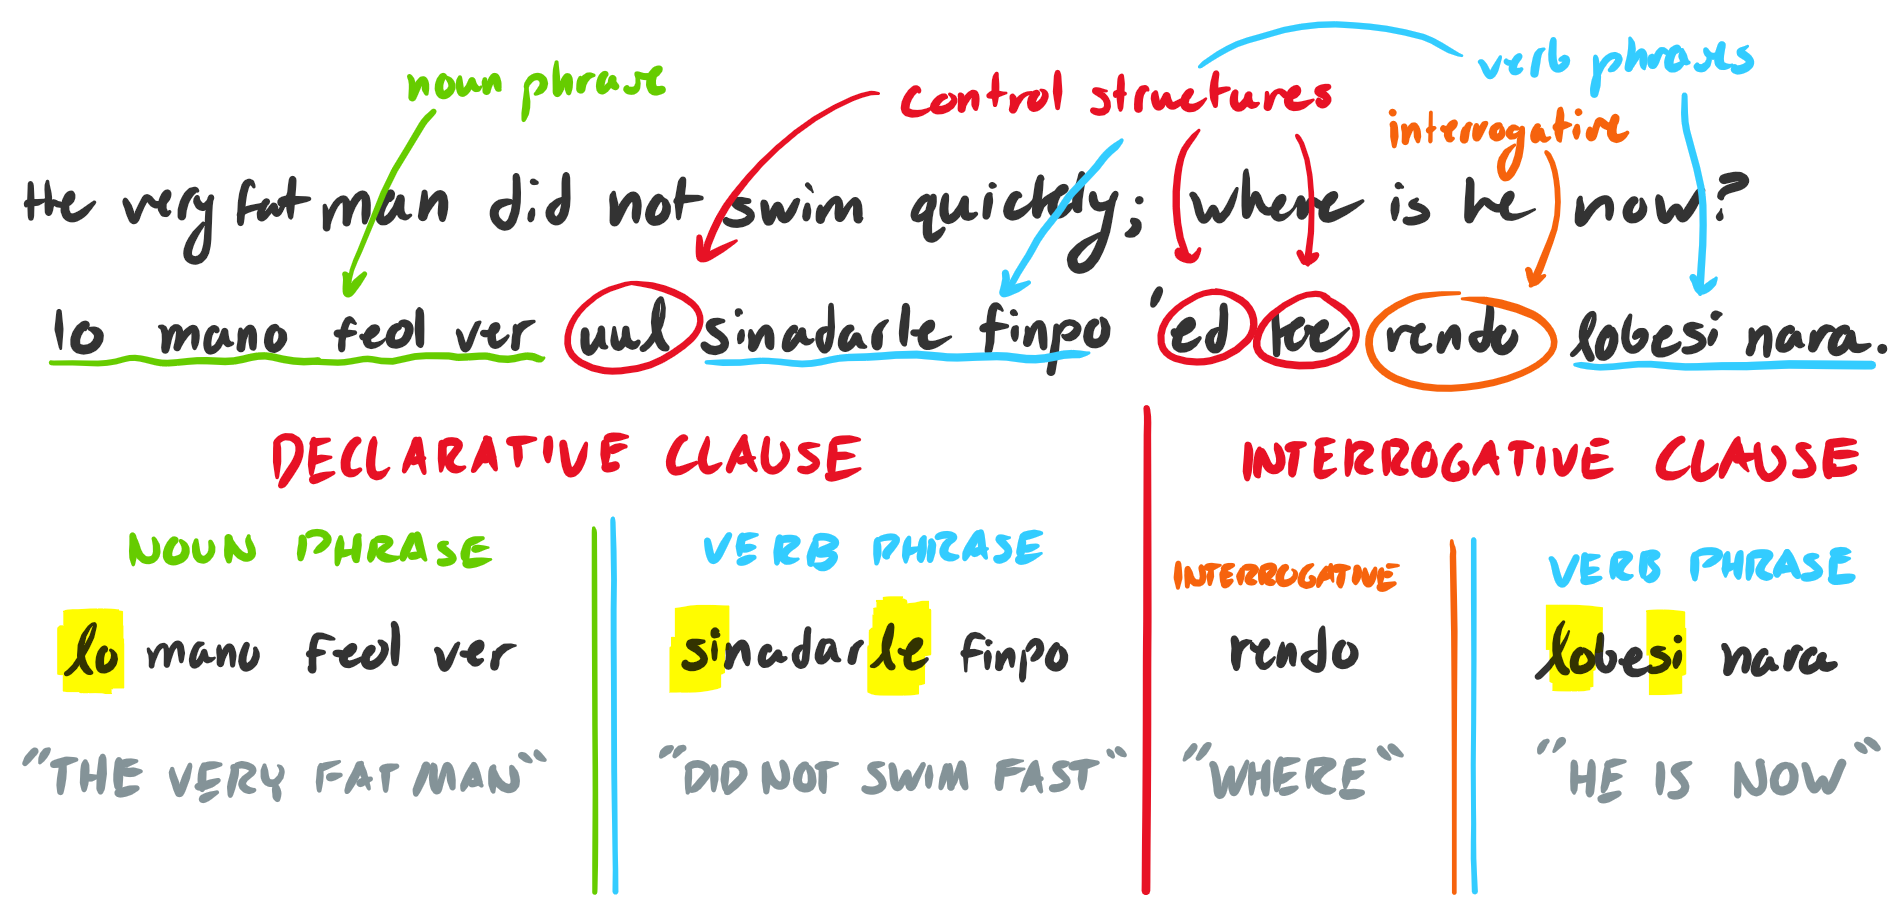 noun phrase
control structures
verb phrases
interrogative
He very fat man did not swim quickly; where is he now?
lo mano feol ver uul sinadarle finpo 'ed toe rendo lobesi nara.
DECLARATIVE CLAUSE
INTERROGATIVE CLAUSE
NOUN PHRASE
VERB PHRASE
INTERROGATIVE
VERB PHRASE
lo mano feol ver
sinadarle finpo
rendo
lobesi nara
"THE VERY FAT MAN"
"DID NOT SWIM FAST"
"WHERE"
"HE IS NOW"